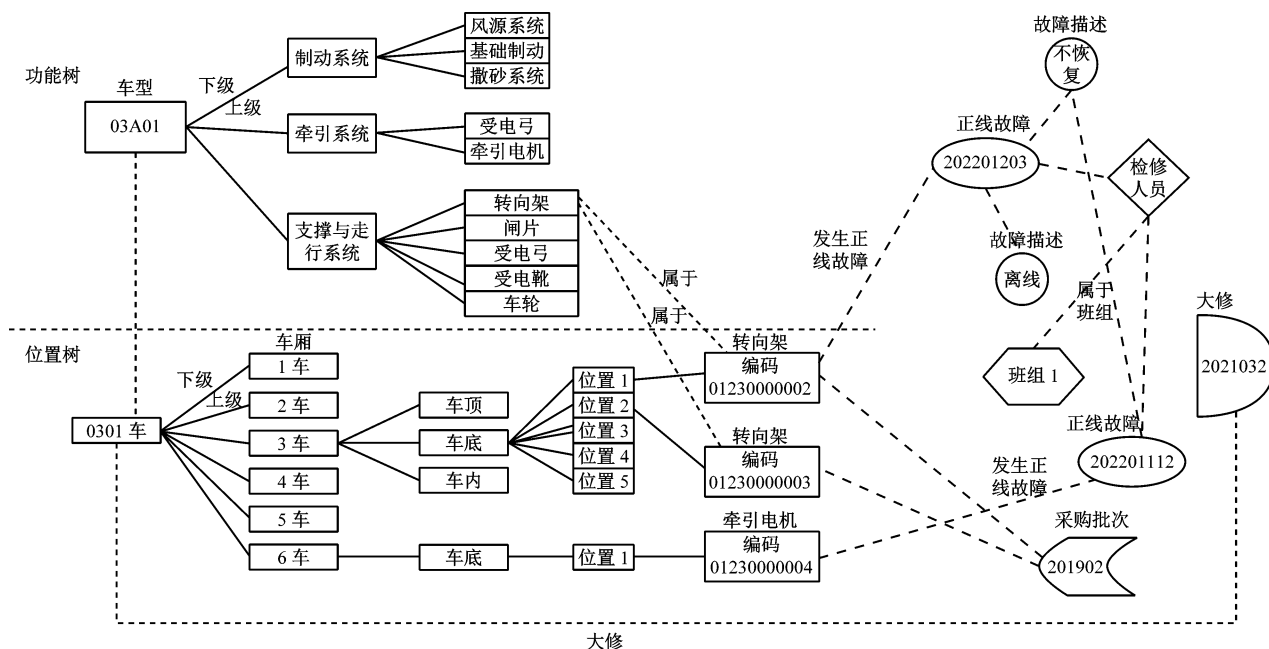 功能树
车型
03A01
下级
上级
制动系统
风源系统
基础制动
撒砂系统
牵引系统
受电弓
牵引电机
支撑与走
行系统
转向架
闸片
受电弓
受电靴
车轮
属于
属于
故障描述
不恢
复
正线故障
202201203
检修
人员
发生正
线故障
故障描述
离线
属于
班组
班组 1
大修
2021032
位置树
0301 车
下级
上级
车厢
1 车
2 车
3 车
4 车
5 车
6 车
车顶
车底
车内
车底
位置 1
位置 2
位置 3
位置 4
位置 5
位置 1
转向架
编码
01230000002
转向架
编码
01230000003
牵引电机
编码
01230000004
正线故障
202201112
发生正
线故障
采购批次
201902
大修